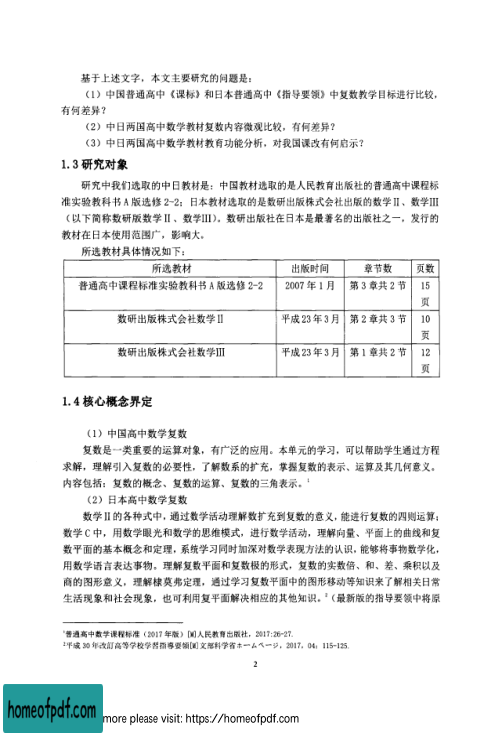 基于上述文字，本文主要研究的问题是：
（1）中国普通高中《课标》和日本普通高中《指导要领》中复数教学目标进行比较，
有何差异？
（2）中日两国高中数学教材复数内容微观比较，有何差异？
（3）中日两国高中数学教材教育功能分析，对我国课改有何启示？
1.3 研究对象
研究中我们选取的中日教材是：中国教材选取的是人民教育出版社的普通高中课程标
准实验教科书 A 版选修 2-2；日本教材选取的是数研出版株式会社出版的数学Ⅱ、数学Ⅲ
（以下简称数研版数学Ⅱ、数学Ⅲ）。数研出版社在日本是最著名的出版社之一，发行的
教材在日本使用范围广，影响大。
所选教材具体情况如下：
所选教材 出版时间 章节数 页数
普通高中课程标准实验教科书 A 版选修 2-2 2007 年 1 月 第 3 章共 2 节 15
页
数研出版株式会社数学Ⅱ 平成 23 年 3 月 第 2 章共 3 节 10
页
数研出版株式会社数学Ⅲ 平成 23 年 3 月 第 1 章共 2 节 12
页
1.4 核心概念界定
（1）中国高中数学复数
复数是一类重要的运算对象，有广泛的应用。本单元的学习，可以帮助学生通过方程
求解，理解引入复数的必要性，了解数系的扩充，掌握复数的表示、运算及其几何意义。
内容包括：复数的概念、复数的运算、复数的三角表示。¹
（2）日本高中数学复数
数学Ⅱ的各种式中，通过数学活动理解数扩充到复数的意义，能进行复数的四则运算；
数学 C 中，用数学眼光和数学的思维模式，进行数学活动，理解向量、平面上的曲线和复
数平面的基本概念和定理，系统学习同时加深对数学表现方法的认识，能够将事物数学化，
用数学语言表达事物。理解复数平面和复数极的形式，复数的实数倍、和、差、乘积以及
商的图形意义，理解棣莫弗定理，通过学习复数平面中的图形移动等知识来了解相关日常
生活现象和社会现象，也可利用复平面解决相应的其他知识。²（最新版的指导要领中将原
¹普通高中数学课程标准（2017 年版）[M]人民教育出版社，2017:26-27.
²平成 30 年改訂高等学校学習指導要領[M]文部科学省ホームページ，2017，04：115-125.
2
homeofpdf.com
more please visit: https://homeofpdf.com